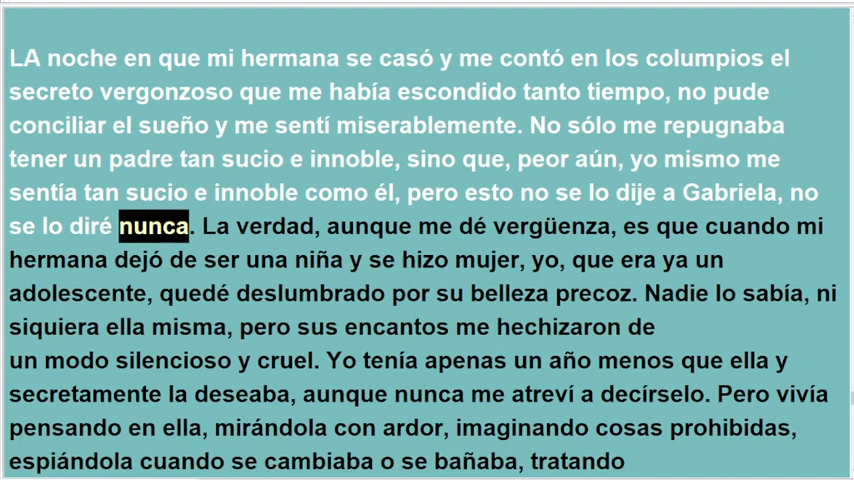 LA noche en que mi hermana se casó y me contó en los columpios el
secreto vergonzoso que me había escondido tanto tiempo, no pude
conciliar el sueño y me sentí miserablemente. No sólo me repugnaba
tener un padre tan sucio e innoble, sino que, peor aún, yo mismo me
sentía tan sucio e innoble como él, pero esto no se lo dije a Gabriela, no
se lo diré nunca. La verdad, aunque me dé vergüenza, es que cuando mi
hermana dejó de ser una niña y se hizo mujer, yo, que era ya un
adolescente, quedé deslumbrado por su belleza precoz. Nadie lo sabía, ni
siquiera ella misma, pero sus encantos me hechizaron de
un modo silencioso y cruel. Yo tenía apenas un año menos que ella y
secretamente la deseaba, aunque nunca me atreví a decírselo. Pero vivía
pensando en ella, mirándola con ardor, imaginando cosas prohibidas,
espiándola cuando se cambiaba o se bañaba, tratando